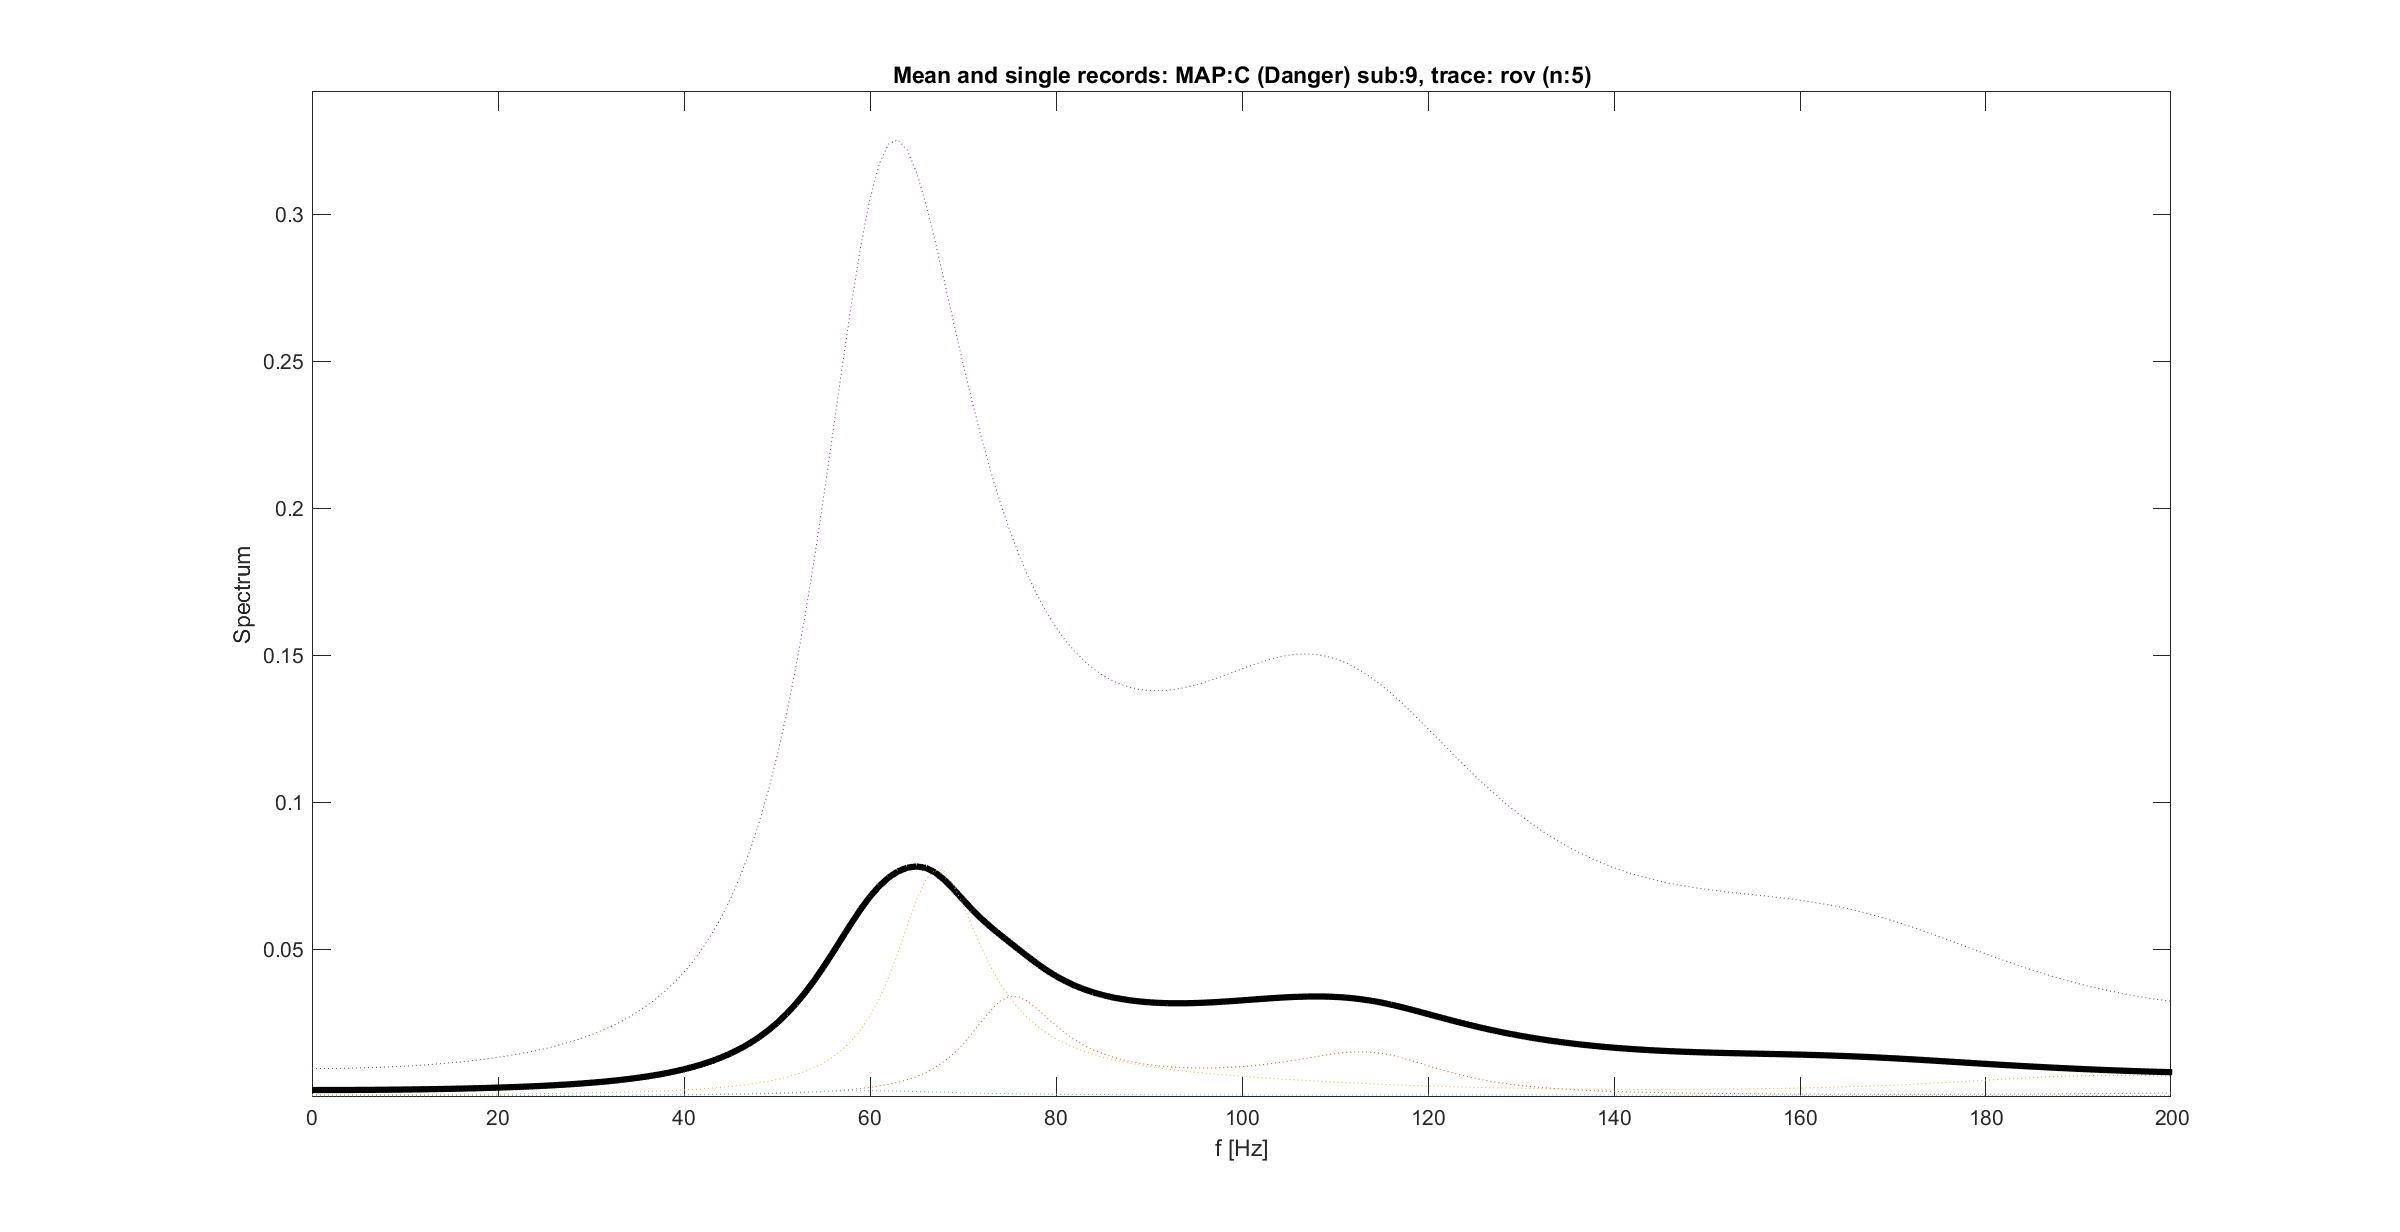 Mean and single records: MAP:C (Danger) sub:9, trace: rov (n:5)
0.3
0.25
0.2
0.15
0.1
0.05
Spectrum
0 20 40 60 80 100 120 140 160 180 200
f [Hz]